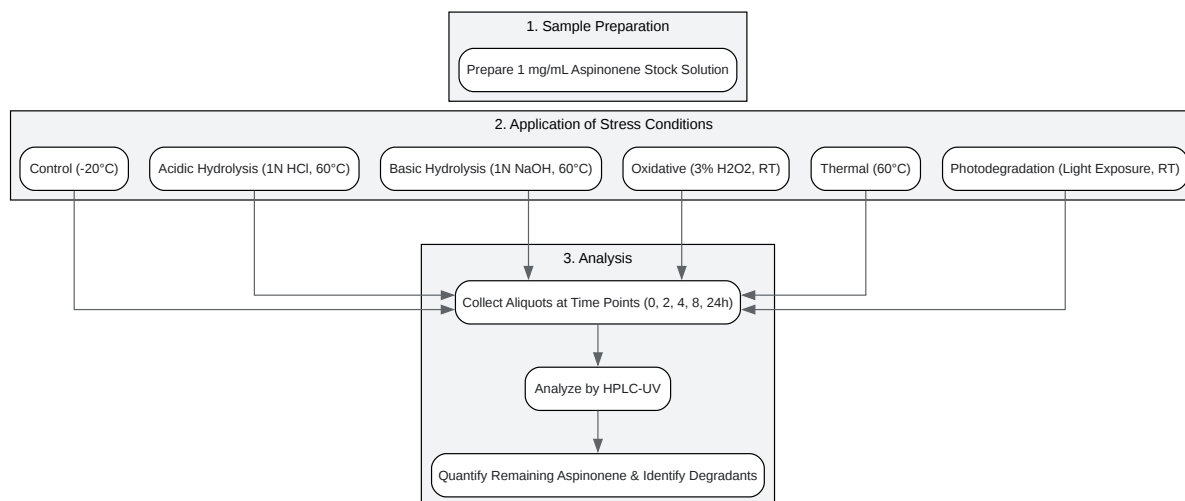 1. Sample Preparation
Prepare 1 mg/mL Aspinonene Stock Solution
2. Application of Stress Conditions
Control (-20°C)
Acidic Hydrolysis (1N HCl, 60°C)
Basic Hydrolysis (1N NaOH, 60°C)
Oxidative (3% H2O2, RT)
Thermal (60°C)
Photodegradation (Light Exposure, RT)
3. Analysis
Collect Aliquots at Time Points (0, 2, 4, 8, 24h)
Analyze by HPLC-UV
Quantify Remaining Aspinonene & Identify Degradants